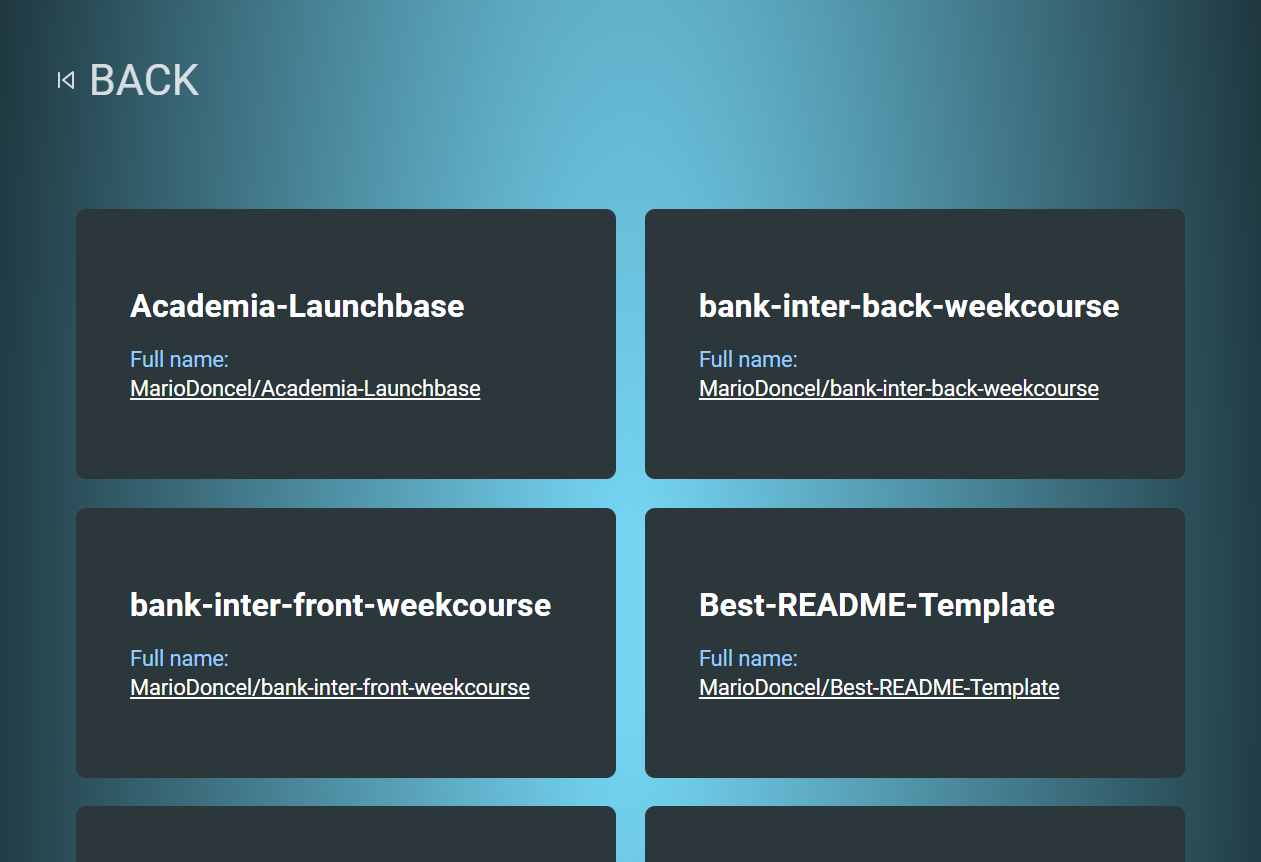 BACK
Academia-Launchbase
Full name:
MarioDoncel/Academia-Launchbase
bank-inter-back-weekcourse
Full name:
MarioDoncel/bank-inter-back-weekcourse
bank-inter-front-weekcourse
Full name:
MarioDoncel/bank-inter-front-weekcourse
Best-README-Template
Full name:
MarioDoncel/Best-README-Template